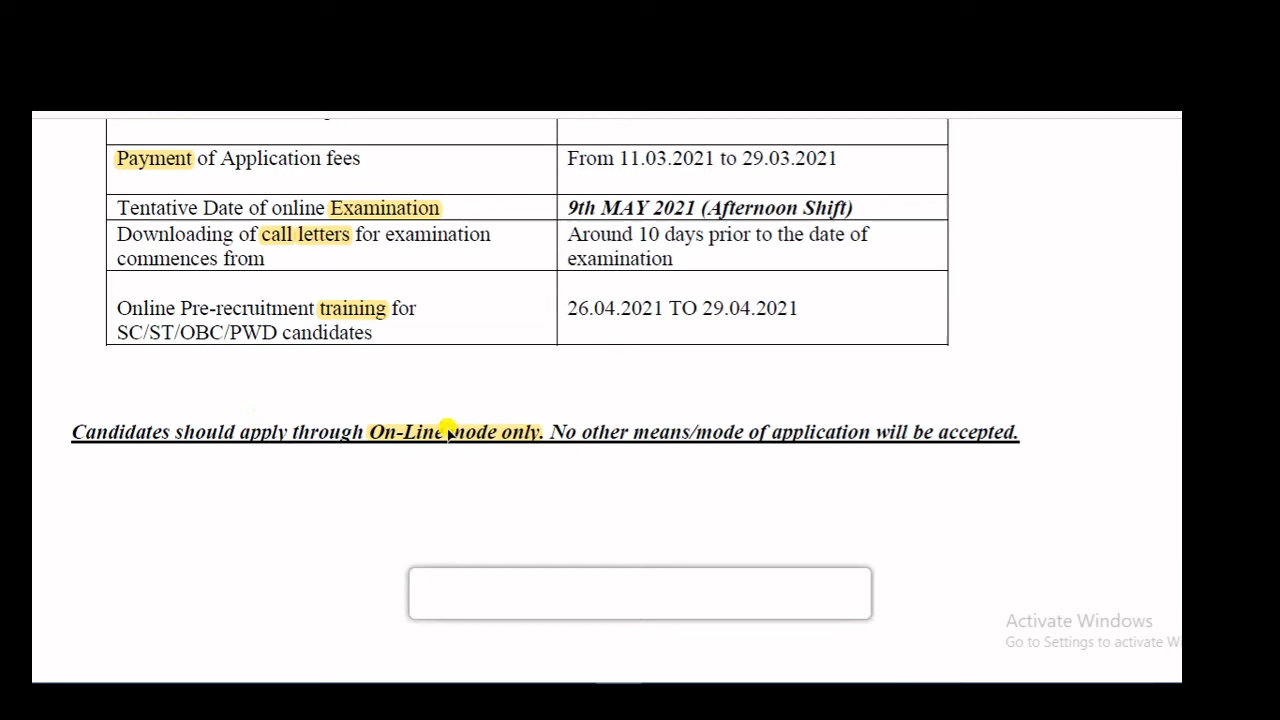 Payment of Application fees
From 11.03.2021 to 29.03.2021
Tentative Date of online Examination
9th MAY 2021 (Afternoon Shift)
Downloading of call letters for examination
commences from
Around 10 days prior to the date of
examination
Online Pre-recruitment training for
SC/ST/OBC/PWD candidates
26.04.2021 TO 29.04.2021
Candidates should apply through On-Line mode only. No other means/mode of application will be accepted.
Activate Windows
Go to Settings to activate W